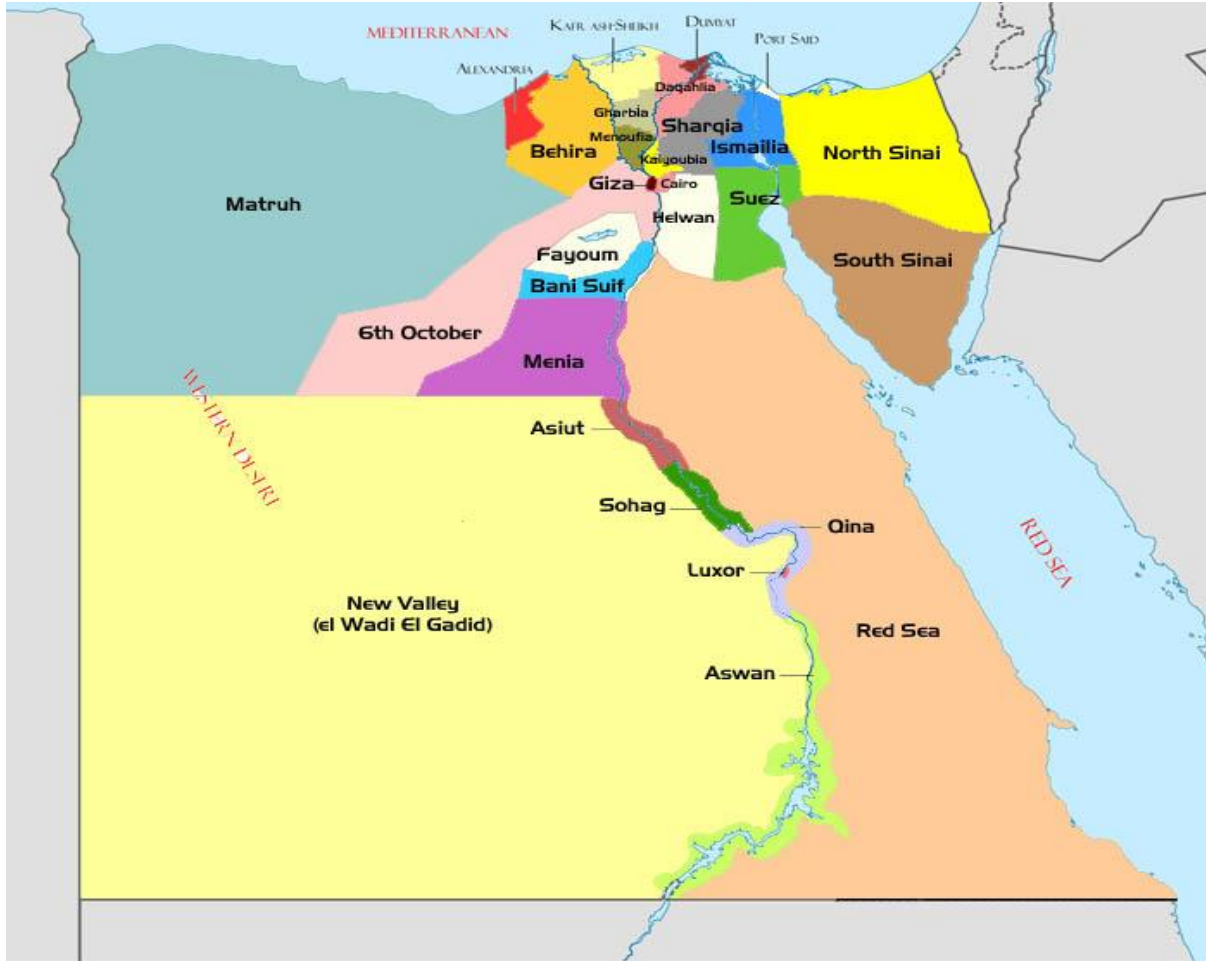 MEDITERRANEAN
KAFR ASH-SHEIKH
DUMYAT
PORT SAID
ALEXANDRIA
Daqahlia
Gharbia
Sharqia
Menoufia
Ismailia
Behira
Kalyoubia
North Sinai
Giza
Cairo
Matruh
Suez
Helwan
Fayoum
South Sinai
Bani Suif
6th October
Menia
WESTERN DESERT
Asiut
Sohag
Qina
RED SEA
Luxor
New Valley
(el Wadi El Gadid)
Red Sea
Aswan